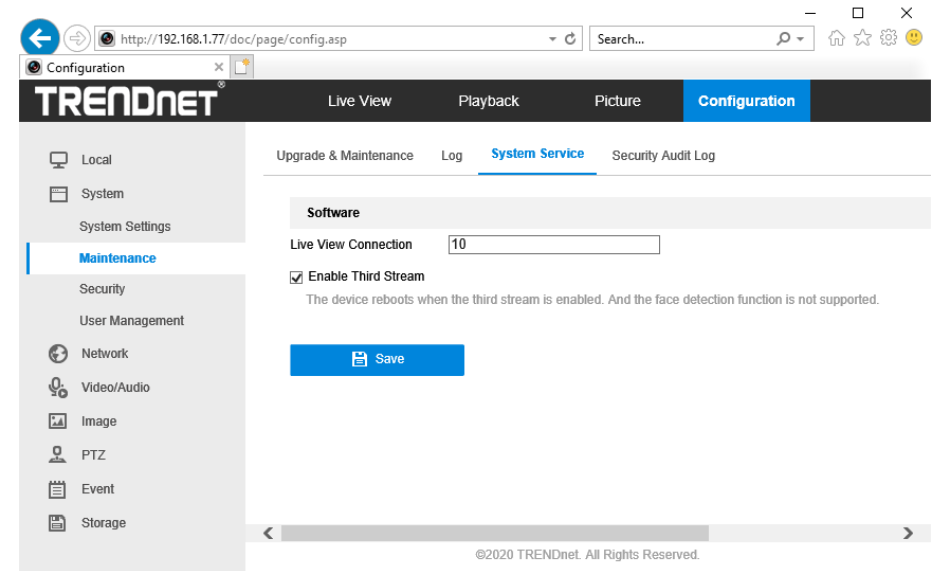 http://192.168.1.77/doc/page/config.asp
Search...
Configuration
TRENDnet®
Live View Playback Picture Configuration
Local
System
System Settings
Maintenance
Security
User Management
Network
Video/Audio
Image
PTZ
Event
Storage
Upgrade & Maintenance Log System Service Security Audit Log
Software
Live View Connection 10
Enable Third Stream
The device reboots when the third stream is enabled. And the face detection function is not supported.
Save
©2020 TRENDnet. All Rights Reserved.